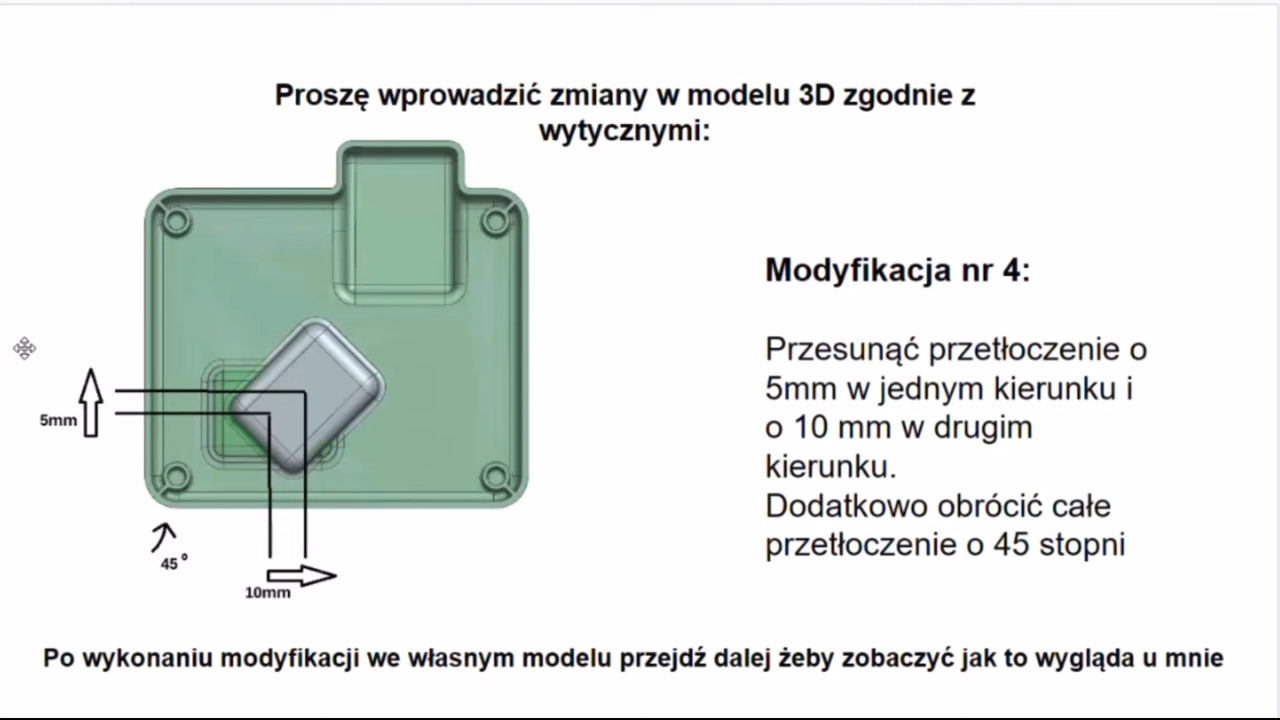 Proszę wprowadzić zmiany w modelu 3D zgodnie z
wytycznymi:
Modyfikacja nr 4:
Przesunąć przetłoczenie o
5mm w jednym kierunku i
o 10 mm w drugim
kierunku.
Dodatkowo obrócić całe
przetłoczenie o 45 stopni
5mm
45°
10mm
Po wykonaniu modyfikacji we własnym modelu przejdź dalej żeby zobaczyć jak to wygląda u mnie